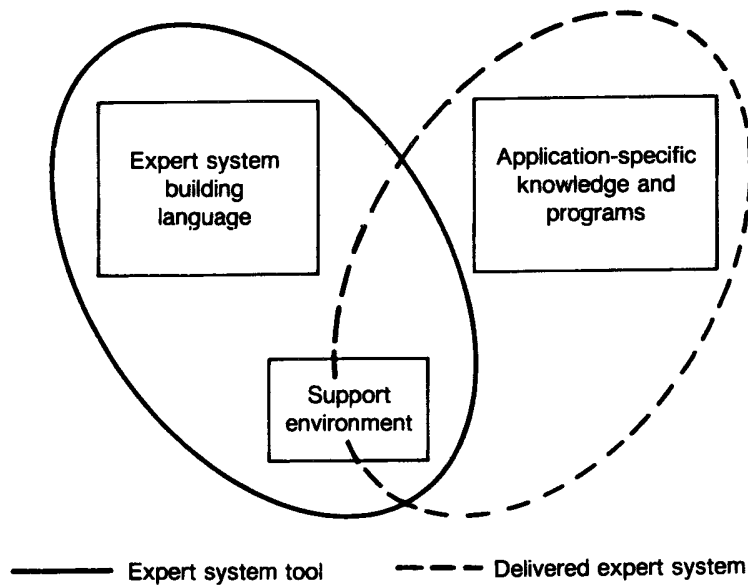 Expert system
building
language
Application-specific
knowledge and
programs
Support
environment
Expert system tool
Delivered expert system